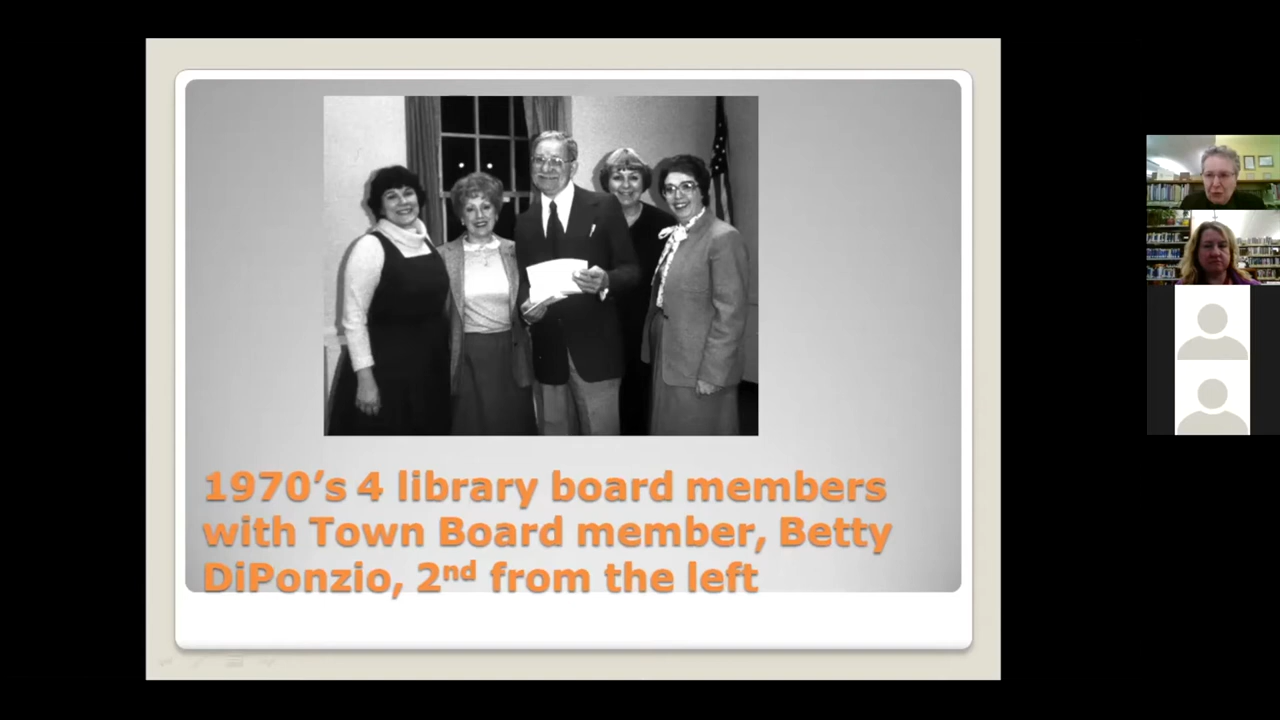 1970’s 4 library board members
with Town Board member, Betty
DiPonzio, 2nd from the left